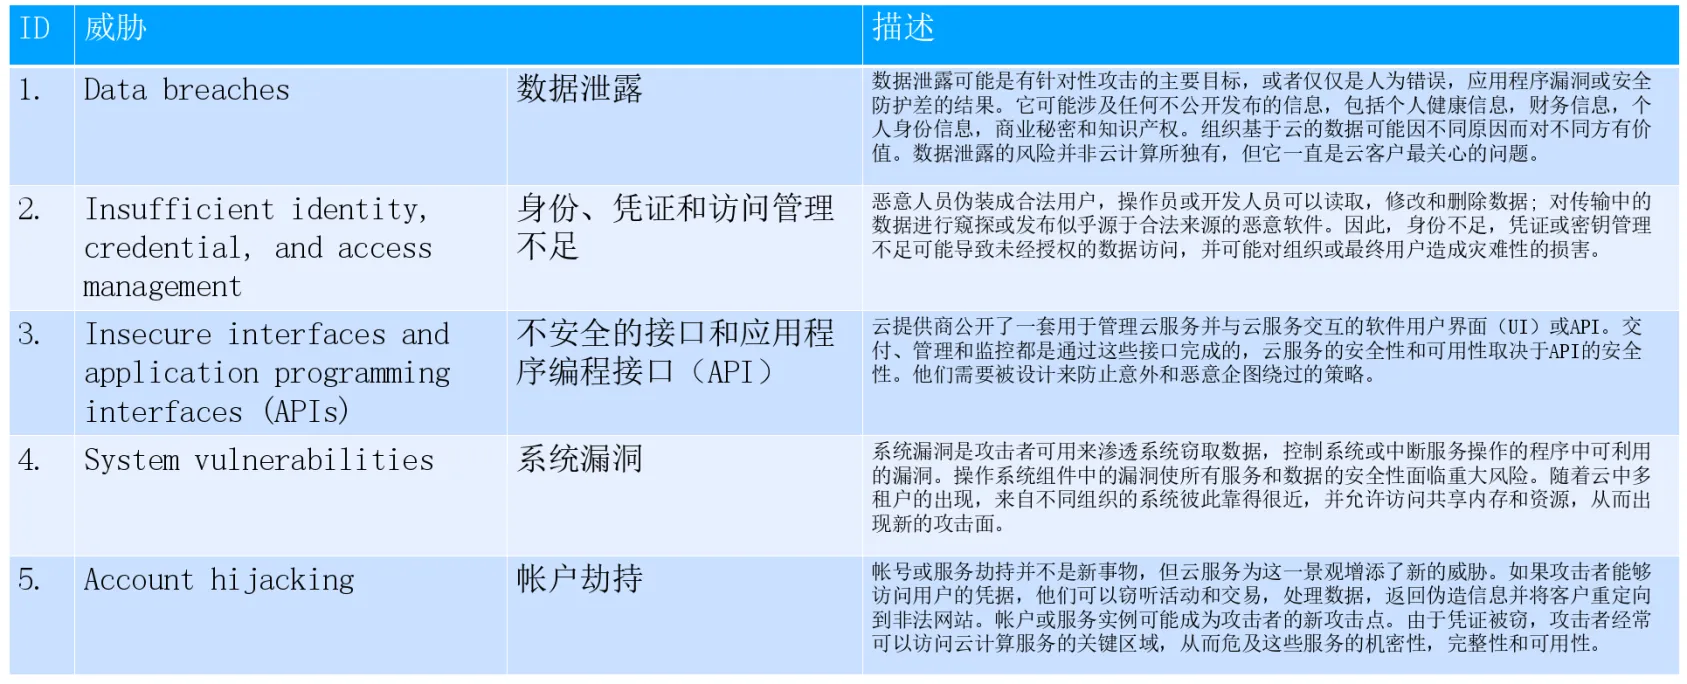 ID 威胁 描述
1. Data breaches 数据泄露
数据泄露可能是有针对性攻击的主要目标，或者仅仅是人为错误，应用程序漏洞或安全
防护差的结果。它可能涉及任何不公开发布的信息，包括个人健康信息，财务信息，个
人身份信息，商业秘密和知识产权。组织基于云的数据可能因不同原因而对不同方有价
值。数据泄露的风险并非云计算所独有，但它一直是云客户最关心的问题。
2. Insufficient identity,
credential, and access
management
身份、凭证和访问管理
不足
恶意人员伪装成合法用户，操作员或开发人员可以读取，修改和删除数据；对传输中的
数据进行窥探或发布似乎源于合法来源的恶意软件。因此，身份不足，凭证或密钥管理
不足可能导致未经授权的数据访问，并可能对组织或最终用户造成灾难性的损害。
3. Insecure interfaces and
application programming
interfaces (APIs)
不安全的接口和应用程
序编程接口（API）
云提供商公开了一套用于管理云服务并与云服务交互的软件用户界面（UI）或API。交
付、管理和监控都是通过这些接口完成的，云服务的安全性和可用性取决于API的安全
性。他们需要被设计来防止意外和恶意企图绕过的策略。
4. System vulnerabilities 系统漏洞
系统漏洞是攻击者可用来渗透系统窃取数据，控制系统或中断服务操作的程序中可利用
的漏洞。操作系统组件中的漏洞使所有服务和数据的安全性面临重大风险。随着云中多
租户的出现，来自不同组织的系统彼此靠得很近，并允许访问共享内存和资源，从而出
现新的攻击面。
5. Account hijacking 帐户劫持
帐号或服务劫持并不是新事物，但云服务为这一景观增添了新的威胁。如果攻击者能够
访问用户的凭据，他们可以窃听活动和交易，处理数据，返回伪造信息并将客户重定向
到非法网站。帐户或服务实例可能成为攻击者的新攻击点。由于凭证被窃，攻击者经常
可以访问云计算服务的关键区域，从而危及这些服务的机密性，完整性和可用性。